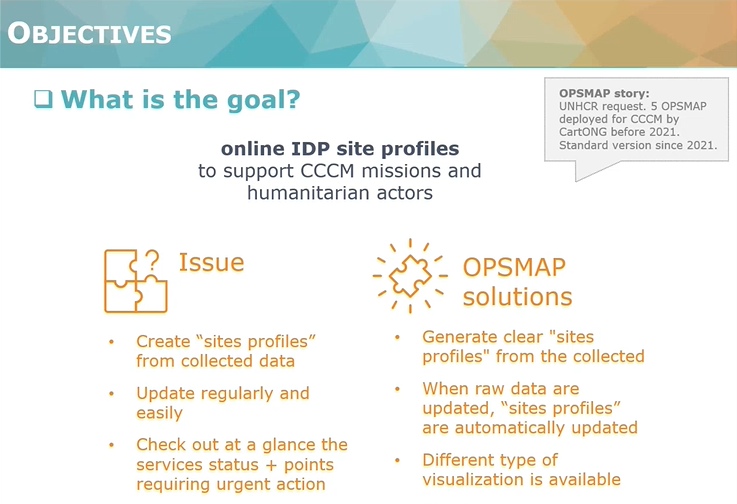 OBJECTIVES
What is the goal?
OPSMAP story:
UNHCR request. 5 OPSMAP
deployed for CCCM by
CartONG before 2021.
Standard version since 2021.
online IDP site profiles
to support CCCM missions and
humanitarian actors
?
Issue
• Create “sites profiles”
from collected data
• Update regularly and
easily
• Check out at a glance the
services status + points
requiring urgent action
OPSMAP
solutions
• Generate clear "sites
profiles" from the collected
• When raw data are
updated, “sites profiles”
are automatically updated
• Different type of
visualization is available